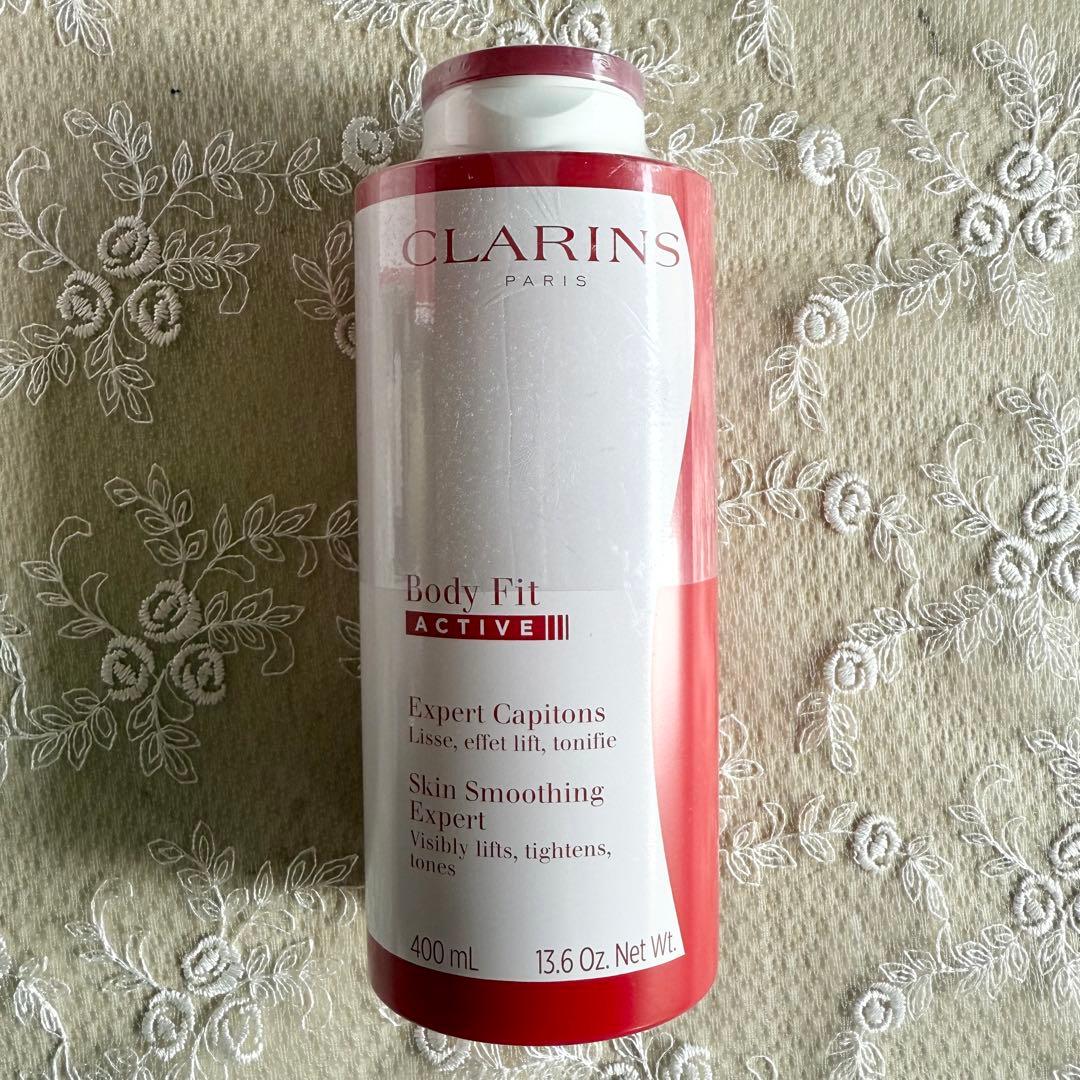 CLARINS
PARIS
Body Fit
ACTIVE
Expert Capitons
Lisse, effet lift, tonifie
Skin Smoothing
Expert
Visibly lifts, tightens,
tones
400 mL 13.6 Oz. Net Wt.